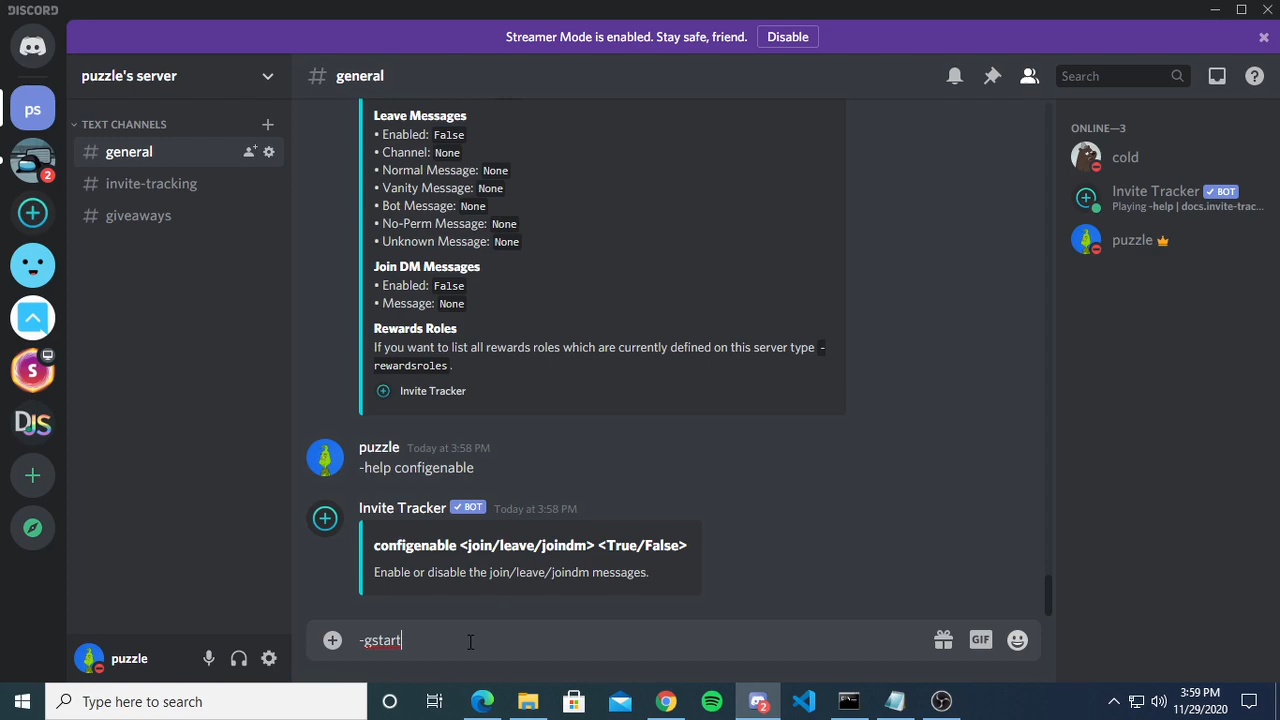 DISCORD
Streamer Mode is enabled. Stay safe, friend.
Disable
ps
2
DJS
puzzle's server
TEXT CHANNELS
general
invite-tracking
giveaways
# general
Search
Leave Messages
• Enabled: False
• Channel: None
• Normal Message: None
• Vanity Message: None
• Bot Message: None
• No-Perm Message: None
• Unknown Message: None
Join DM Messages
• Enabled: False
• Message: None
Rewards Roles
If you want to list all rewards roles which are currently defined on this server type -
rewardsroles.
Invite Tracker
puzzle Today at 3:58 PM
-help configenable
Invite Tracker BOT Today at 3:58 PM
configenable <join/leave/joindm> <True/False>
Enable or disable the join/leave/joindm messages.
-gstart
GIF
ONLINE—3
cold
Invite Tracker BOT
Playing -help | docs.invite-trac...
puzzle
puzzle
Type here to search
2
3:59 PM
11/29/2020